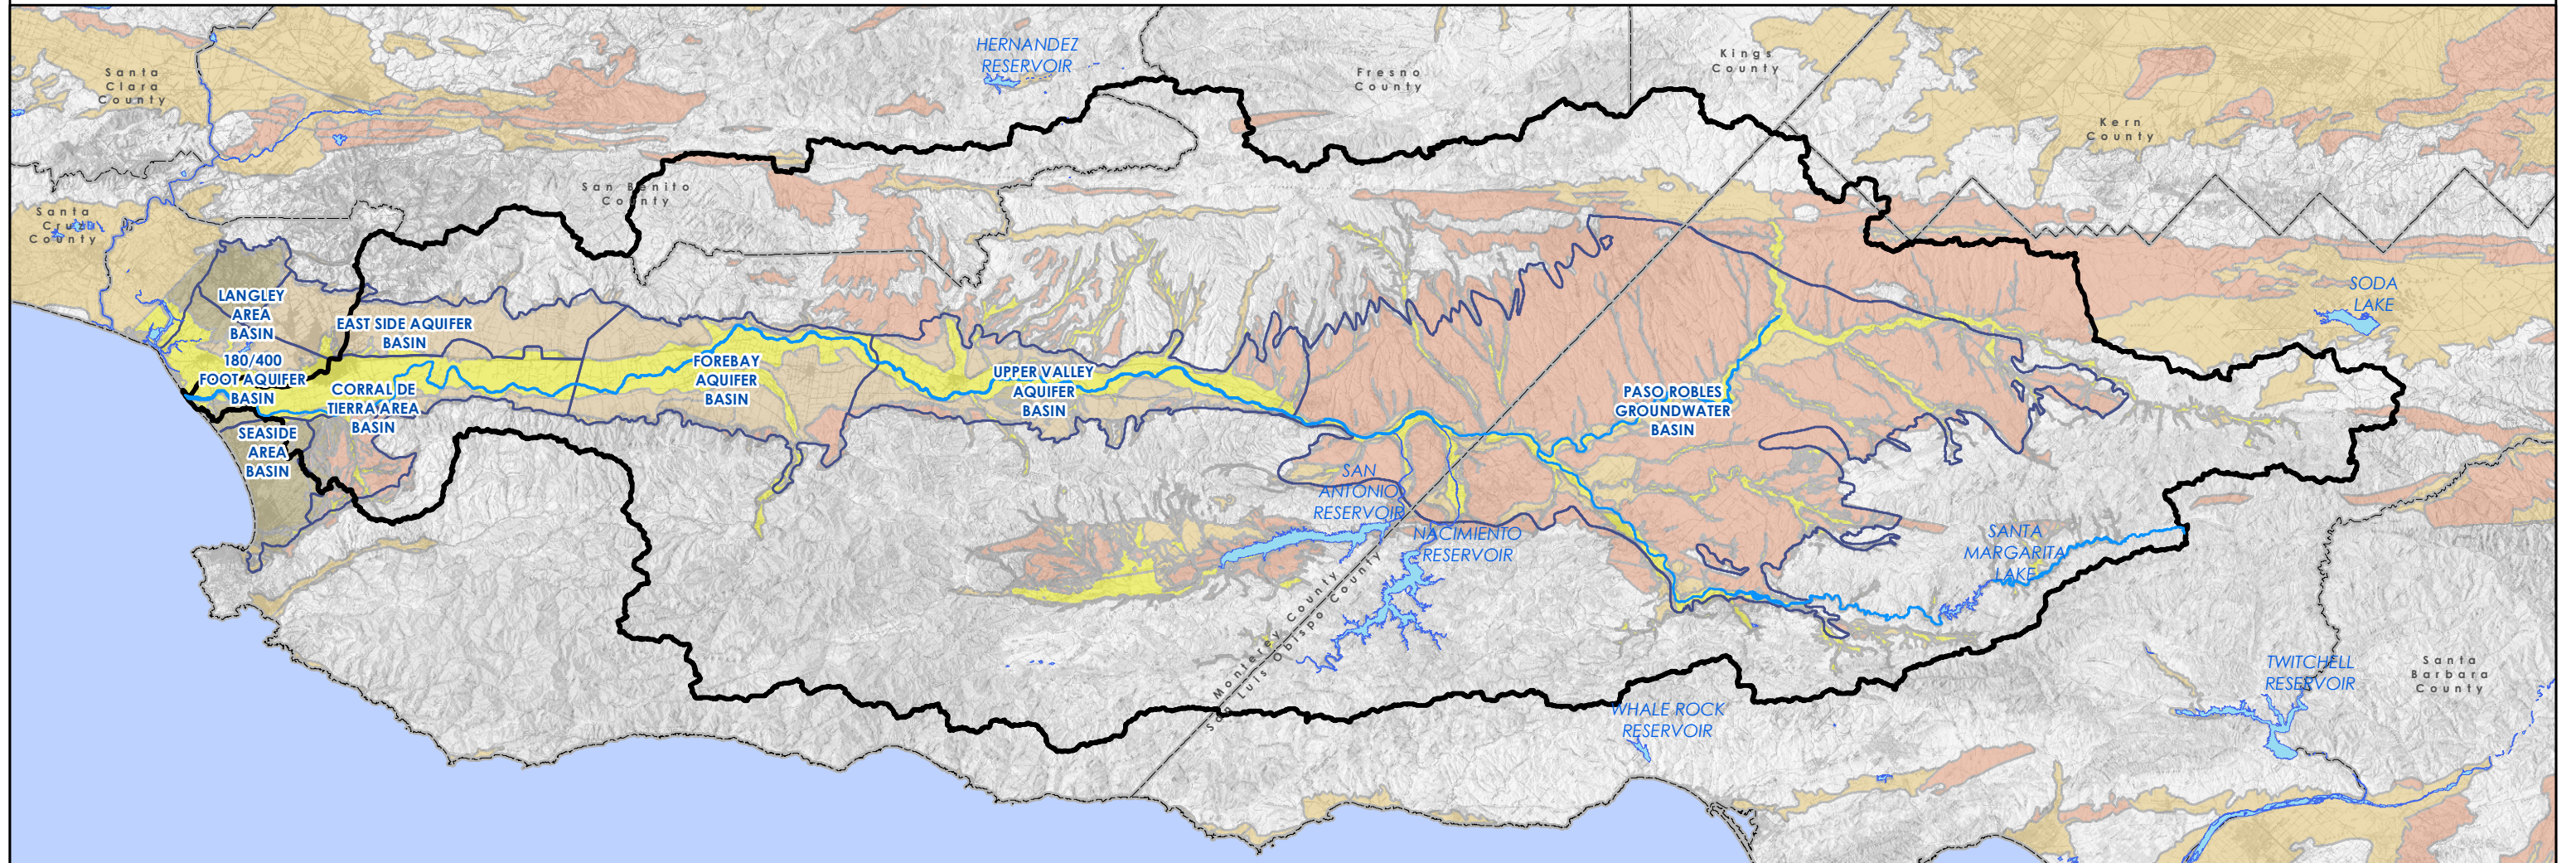 HERNANDEZ
RESERVOIR
Santa
Clara
County
Fresno
County
Kings
County
Kern
County
San Benito
County
Santa
Cruz
County
LANGLEY
AREA
BASIN
EAST SIDE AQUIFER
BASIN
180/400
FOOT AQUIFER
BASIN
CORRAL DE
TIERRA AREA
BASIN
SEASIDE
AREA
BASIN
FOREBAY
AQUIFER
BASIN
UPPER VALLEY
AQUIFER
BASIN
PASO ROBLES
GROUNDWATER
BASIN
SODA
LAKE
SAN
ANTONIO
RESERVOIR
NACIMIENTO
RESERVOIR
SANTA
MARGARITA
LAKE
Monterey County
San Luis Obispo County
WHALE ROCK
RESERVOIR
TWITCHELL
RESERVOIR
Santa
Barbara
County